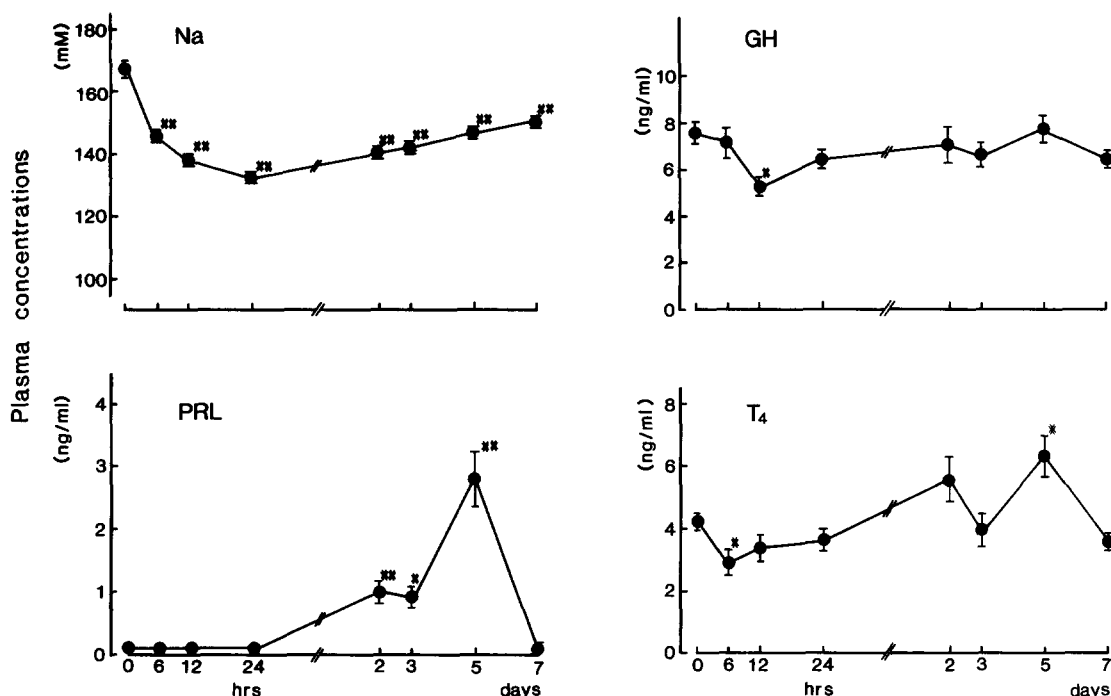 Plasma concentrations
Na
(mM)
180
160
140
120
100
** ** ** ** ** ** **
GH
(ng/ml)
10
8
6
4
2
0
*
PRL
(ng/ml)
4
3
2
1
0
** * **
0 6 12 24 2 3 5 7
hrs days
T4
(ng/ml)
8
6
4
2
0
* *
0 6 12 24 2 3 5 7
hrs days